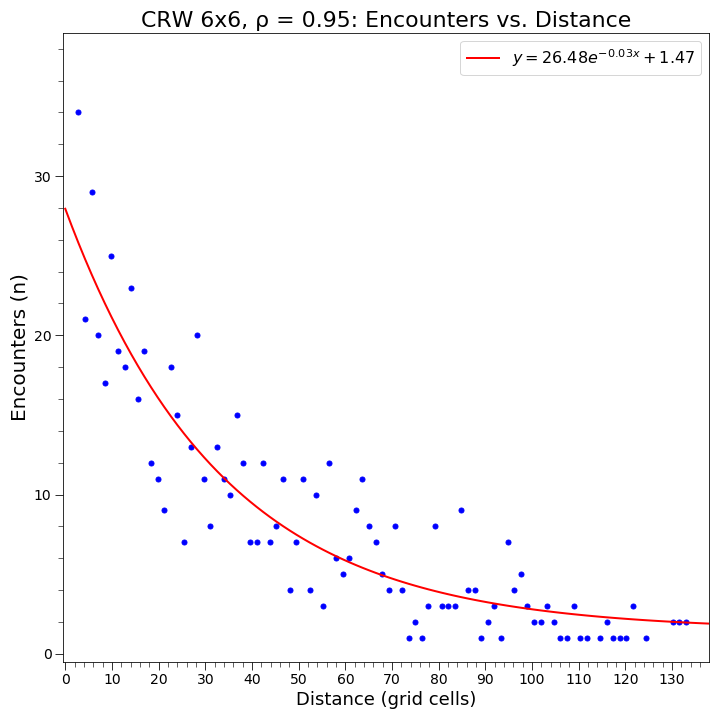 CRW 6x6, ρ = 0.95: Encounters vs. Distance
y = 26.48e^{-0.03x} + 1.47
Encounters (n)
30
20
10
0
0 10 20 30 40 50 60 70 80 90 100 110 120 130
Distance (grid cells)